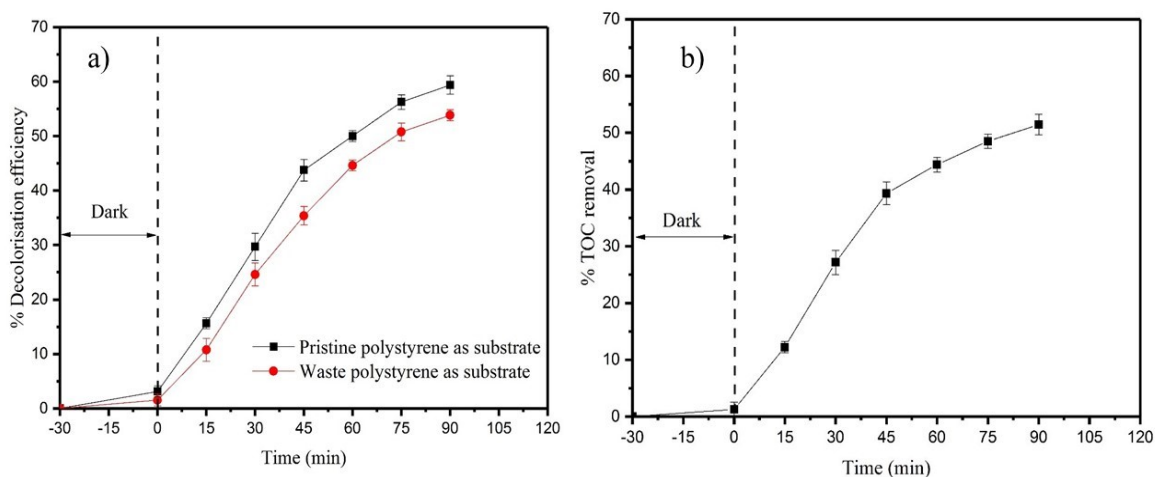 a)
% Decolorisation efficiency
70
60
50
40
30
20
10
0
Dark
Pristine polystyrene as substrate
Waste polystyrene as substrate
-30 -15 0 15 30 45 60 75 90 105 120
Time (min)
b)
% TOC removal
70
60
50
40
30
20
10
0
Dark
-30 -15 0 15 30 45 60 75 90 105 120
Time (min)